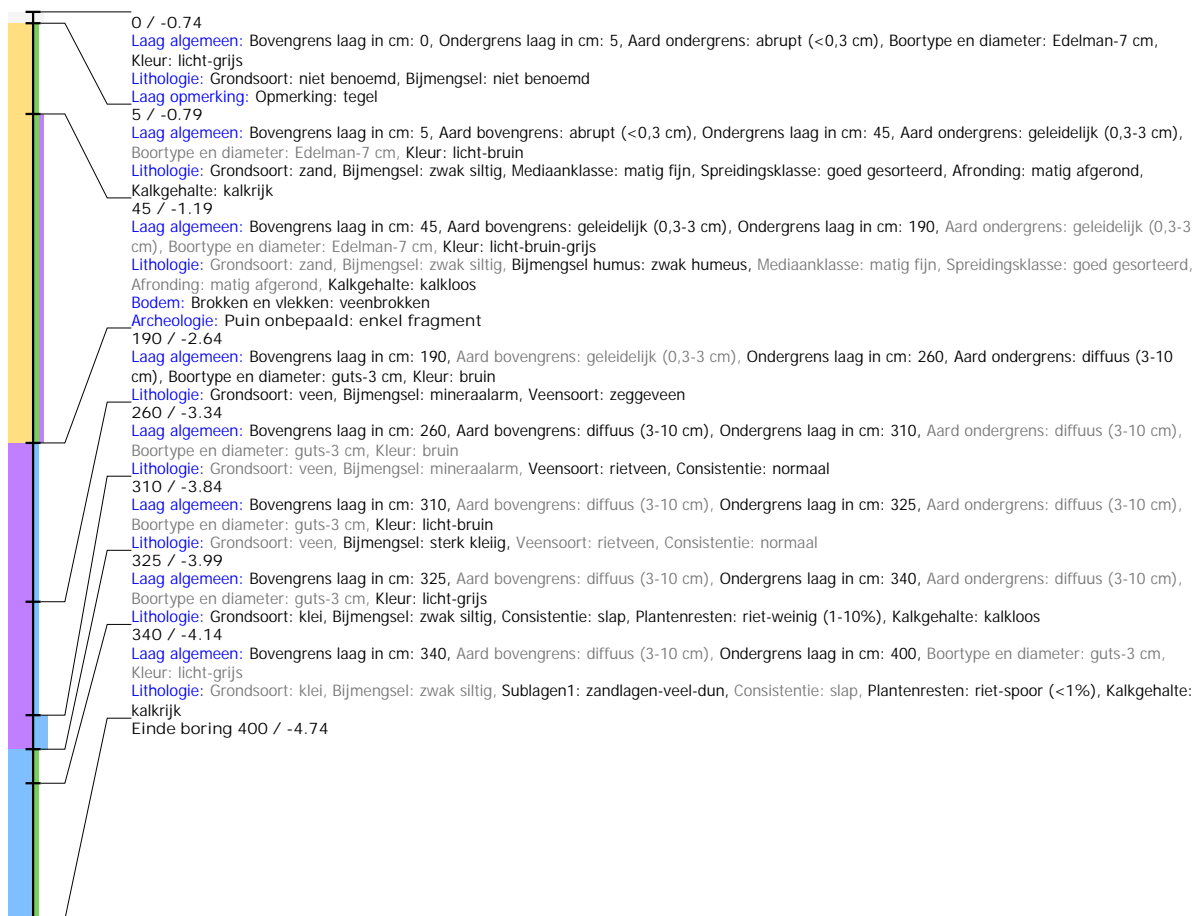 0 / -0.74
Laag algemeen: Bovengrens laag in cm: 0, Ondergrens laag in cm: 5, Aard ondergrens: abrupt (<0,3 cm), Boortype en diameter: Edelman-7 cm,
Kleur: licht-grijs
Lithologie: Grondsoort: niet benoemd, Bijmengsel: niet benoemd
Laag opmerking: Opmerking: tegel
5 / -0.79
Laag algemeen: Bovengrens laag in cm: 5, Aard bovengrens: abrupt (<0,3 cm), Ondergrens laag in cm: 45, Aard ondergrens: geleidelijk (0,3-3 cm),
Boortype en diameter: Edelman-7 cm, Kleur: licht-bruin
Lithologie: Grondsoort: zand, Bijmengsel: zwak siltig, Mediaanklasse: matig fijn, Spreidingsklasse: goed gesorteerd, Afronding: matig afgerond,
Kalkgehalte: kalkrijk
45 / -1.19
Laag algemeen: Bovengrens laag in cm: 45, Aard bovengrens: geleidelijk (0,3-3 cm), Ondergrens laag in cm: 190, Aard ondergrens: geleidelijk (0,3-3
cm), Boortype en diameter: Edelman-7 cm, Kleur: licht-bruin-grijs
Lithologie: Grondsoort: zand, Bijmengsel: zwak siltig, Bijmengsel humus: zwak humeus, Mediaanklasse: matig fijn, Spreidingsklasse: goed gesorteerd,
Afronding: matig afgerond, Kalkgehalte: kalkloos
Bodem: Brokken en vlekken: veenbrokken
Archeologie: Puin onbepaald: enkel fragment
190 / -2.64
Laag algemeen: Bovengrens laag in cm: 190, Aard bovengrens: geleidelijk (0,3-3 cm), Ondergrens laag in cm: 260, Aard ondergrens: diffuus (3-10
cm), Boortype en diameter: guts-3 cm, Kleur: bruin
Lithologie: Grondsoort: veen, Bijmengsel: mineraalarm, Veensoort: zeggeveen
260 / -3.34
Laag algemeen: Bovengrens laag in cm: 260, Aard bovengrens: diffuus (3-10 cm), Ondergrens laag in cm: 310, Aard ondergrens: diffuus (3-10 cm),
Boortype en diameter: guts-3 cm, Kleur: bruin
Lithologie: Grondsoort: veen, Bijmengsel: mineraalarm, Veensoort: rietveen, Consistentie: normaal
310 / -3.84
Laag algemeen: Bovengrens laag in cm: 310, Aard bovengrens: diffuus (3-10 cm), Ondergrens laag in cm: 325, Aard ondergrens: diffuus (3-10 cm),
Boortype en diameter: guts-3 cm, Kleur: licht-bruin
Lithologie: Grondsoort: veen, Bijmengsel: sterk kleiig, Veensoort: rietveen, Consistentie: normaal
325 / -3.99
Laag algemeen: Bovengrens laag in cm: 325, Aard bovengrens: diffuus (3-10 cm), Ondergrens laag in cm: 340, Aard ondergrens: diffuus (3-10 cm),
Boortype en diameter: guts-3 cm, Kleur: licht-grijs
Lithologie: Grondsoort: klei, Bijmengsel: zwak siltig, Consistentie: slap, Plantenresten: riet-weinig (1-10%), Kalkgehalte: kalkloos
340 / -4.14
Laag algemeen: Bovengrens laag in cm: 340, Aard bovengrens: diffuus (3-10 cm), Ondergrens laag in cm: 400, Boortype en diameter: guts-3 cm,
Kleur: licht-grijs
Lithologie: Grondsoort: klei, Bijmengsel: zwak siltig, Sublagen1: zandlagen-veel-dun, Consistentie: slap, Plantenresten: riet-spoor (<1%), Kalkgehalte:
kalkrijk
Einde boring 400 / -4.74